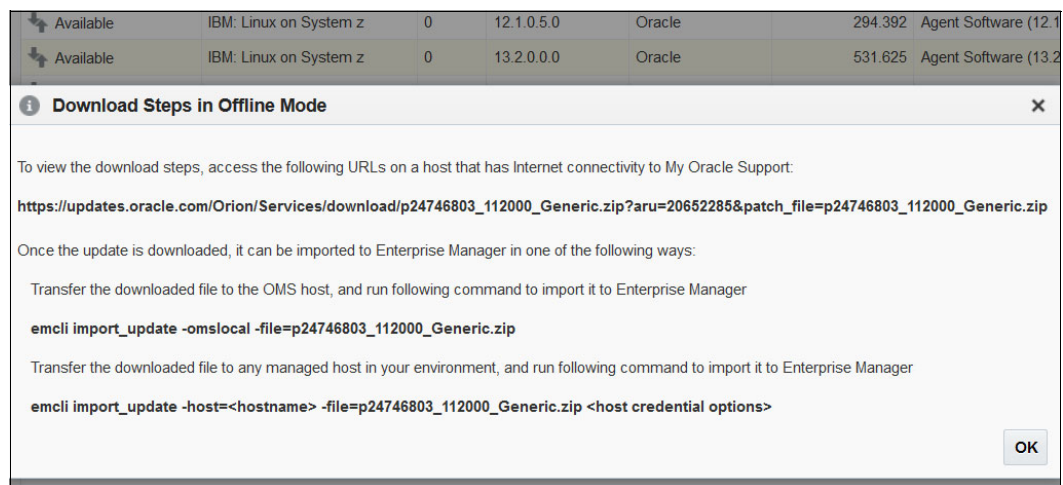 Available IBM: Linux on System z 0 12.1.0.5.0 Oracle 294.392 Agent Software (12.1
Available IBM: Linux on System z 0 13.2.0.0.0 Oracle 531.625 Agent Software (13.2
Download Steps in Offline Mode
To view the download steps, access the following URLs on a host that has Internet connectivity to My Oracle Support:
https://updates.oracle.com/Orion/Services/download/p24746803_112000_Generic.zip?aru=20652285&patch_file=p24746803_112000_Generic.zip
Once the update is downloaded, it can be imported to Enterprise Manager in one of the following ways:
Transfer the downloaded file to the OMS host, and run following command to import it to Enterprise Manager
emcli import_update -omslocal -file=p24746803_112000_Generic.zip
Transfer the downloaded file to any managed host in your environment, and run following command to import it to Enterprise Manager
emcli import_update -host=<hostname> -file=p24746803_112000_Generic.zip <host credential options>
OK